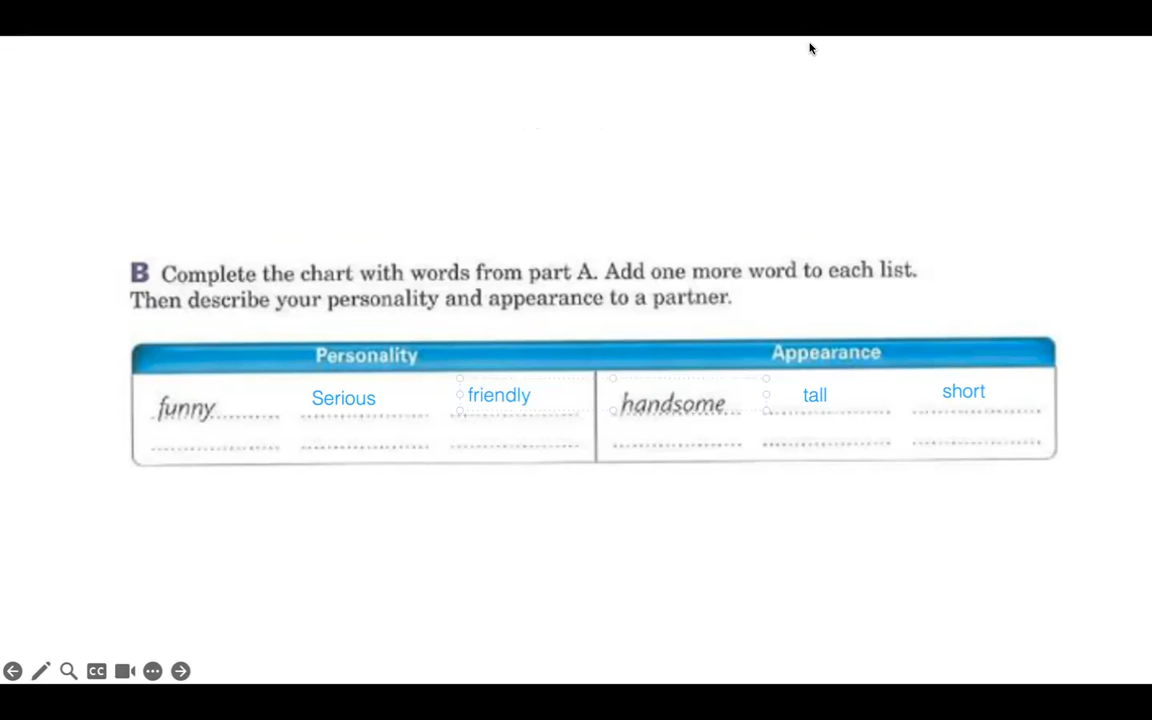 B Complete the chart with words from part A. Add one more word to each list.
Then describe your personality and appearance to a partner.
Personality Appearance
funny Serious friendly handsome tall short
CC